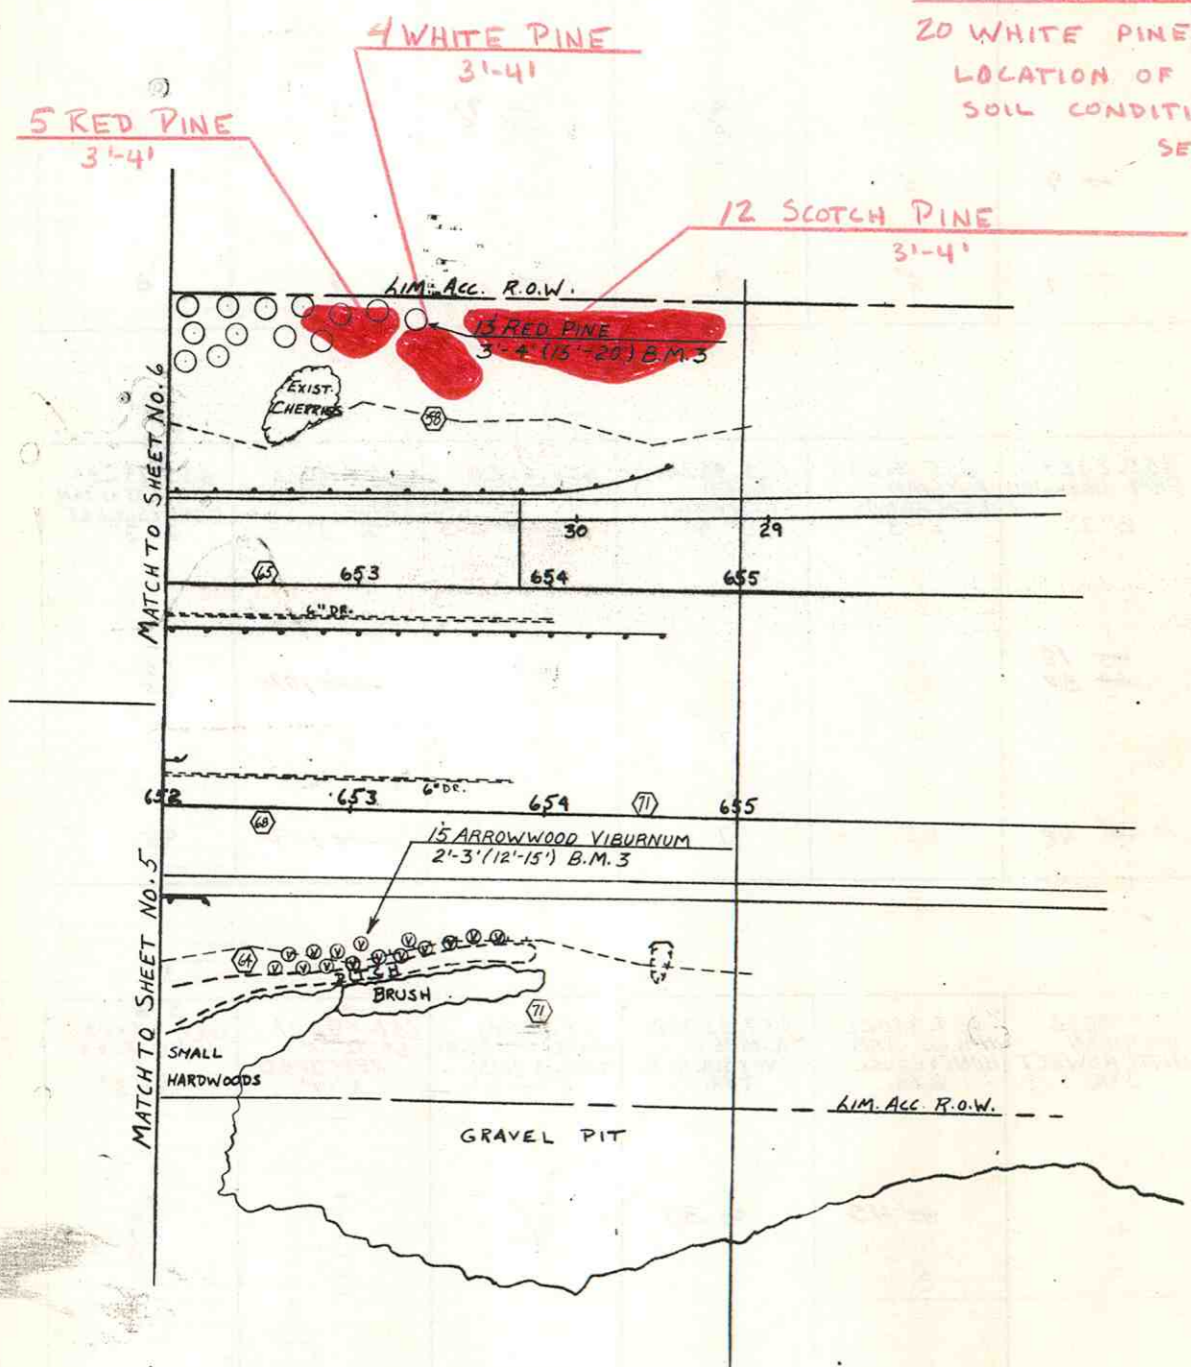 4 WHITE PINE
3'-4'
20 WHITE PINE
LOCATION OF
SOIL CONDITI
SE
5 RED PINE
3'-4'
12 SCOTCH PINE
3'-4'
LIM. ACC. R.O.W.
13 RED PINE
3'-4' (15'-20') B.M.3
EXIST.
CHERRIES
58
MATCH TO SHEET NO. 6
30
29
65
653
654
655
6" DR.
6" DR.
652
653
654
71
655
68
15 ARROWWOOD VIBURNUM
2'-3' (12'-15') B.M.3
MATCH TO SHEET NO. 5
64
V V V V V V V V V V V V V V V
BRUSH
71
SMALL
HARDWOODS
LIM. ACC. R.O.W.
GRAVEL PIT